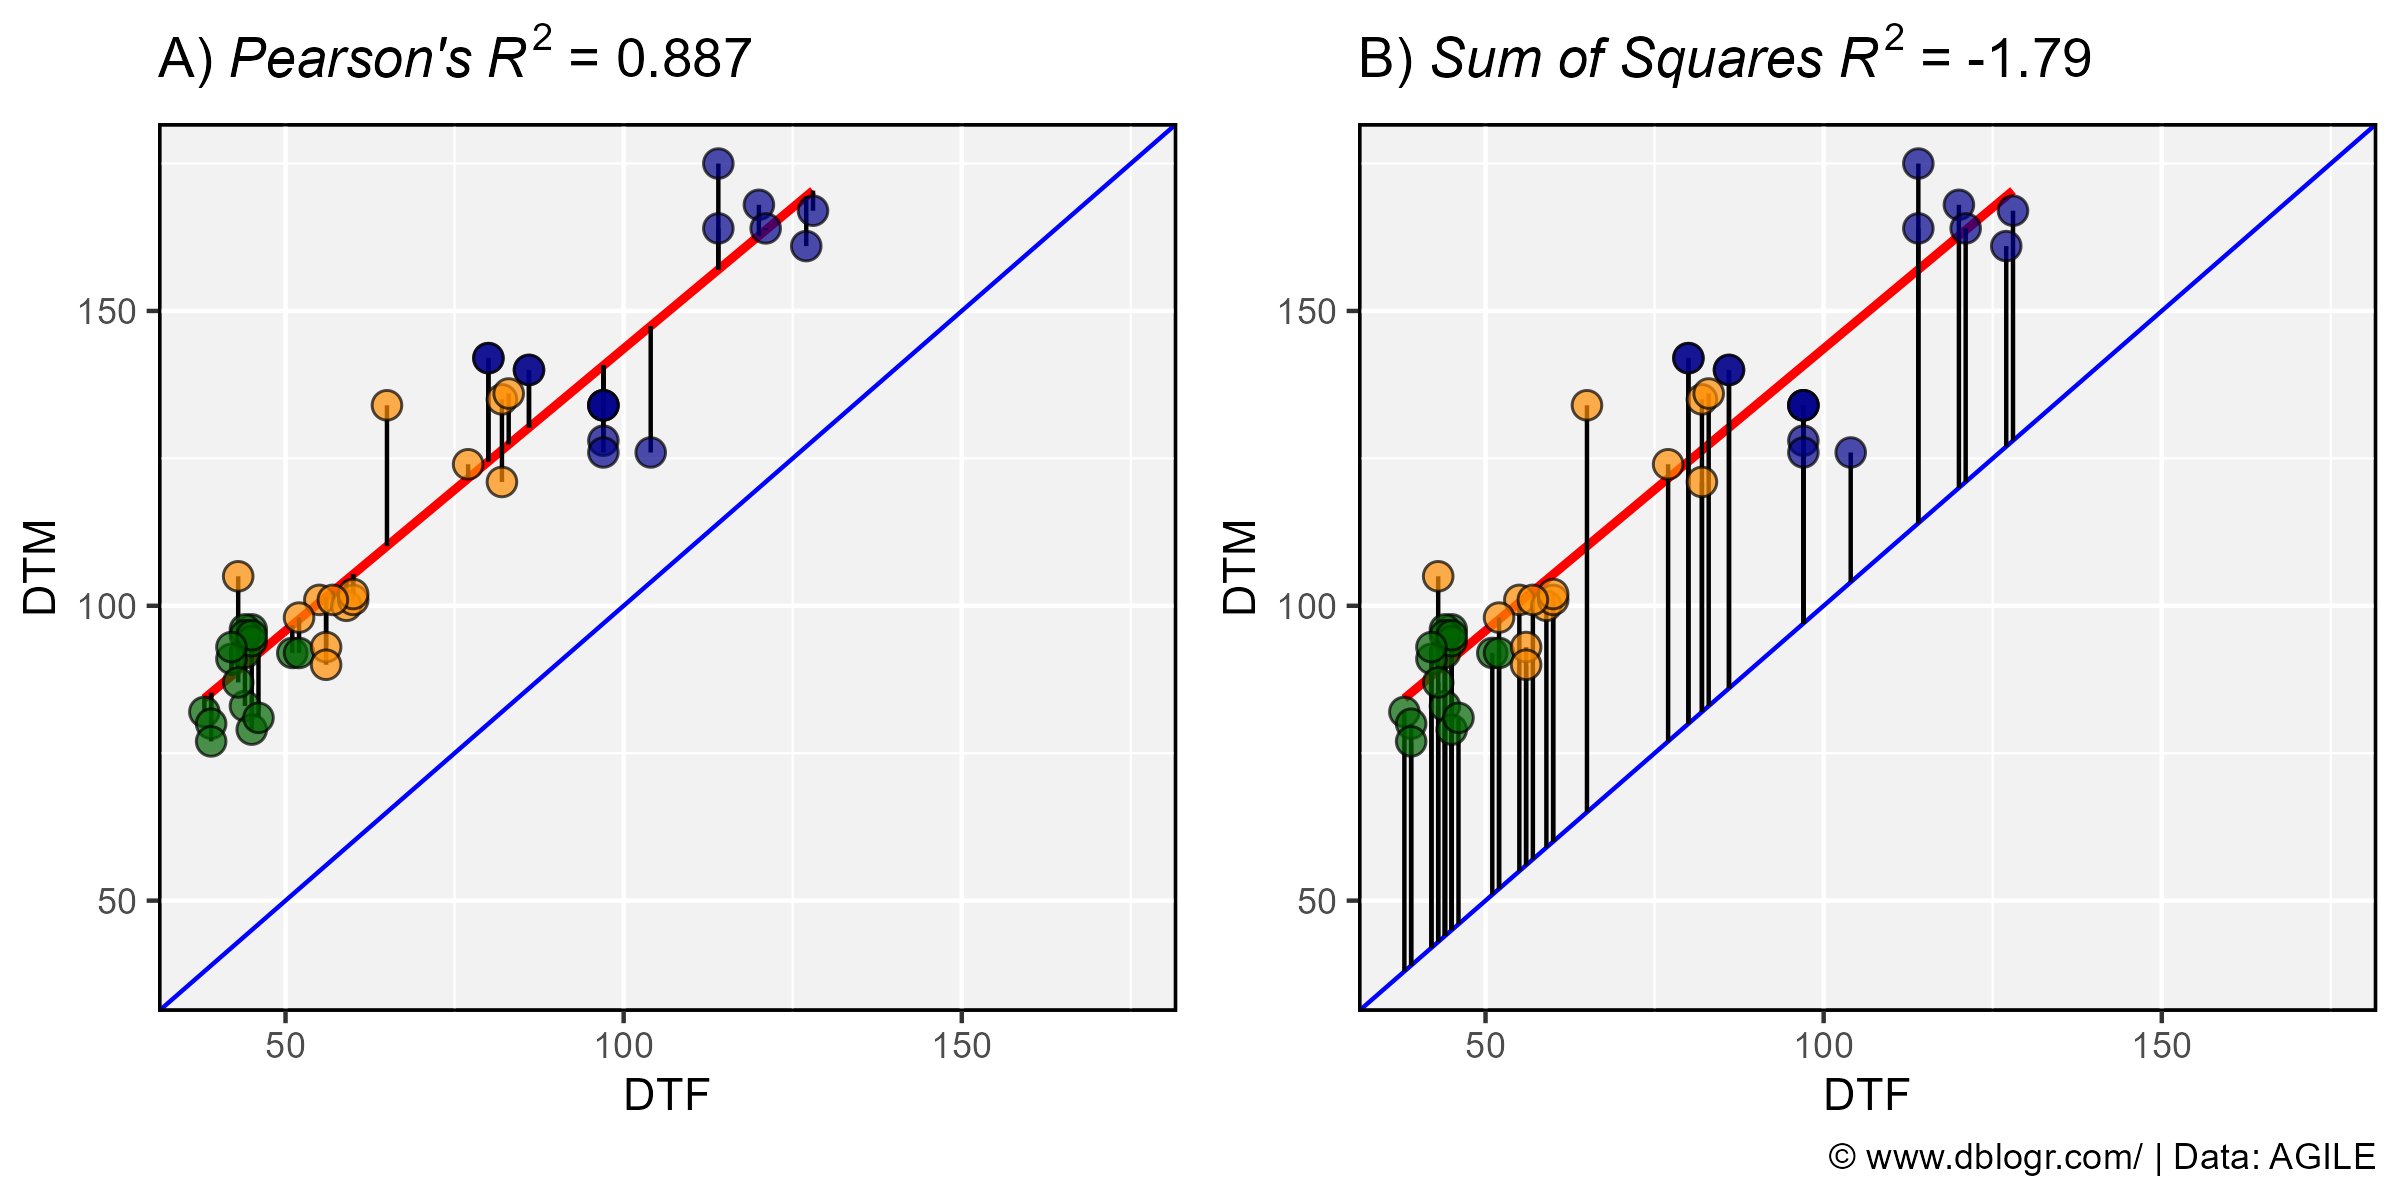 A) Pearson's R² = 0.887
150
100
50
DTM
50 100 150
DTF
B) Sum of Squares R² = -1.79
150
100
50
DTM
50 100 150
DTF
© www.dblogr.com/ | Data: AGILE